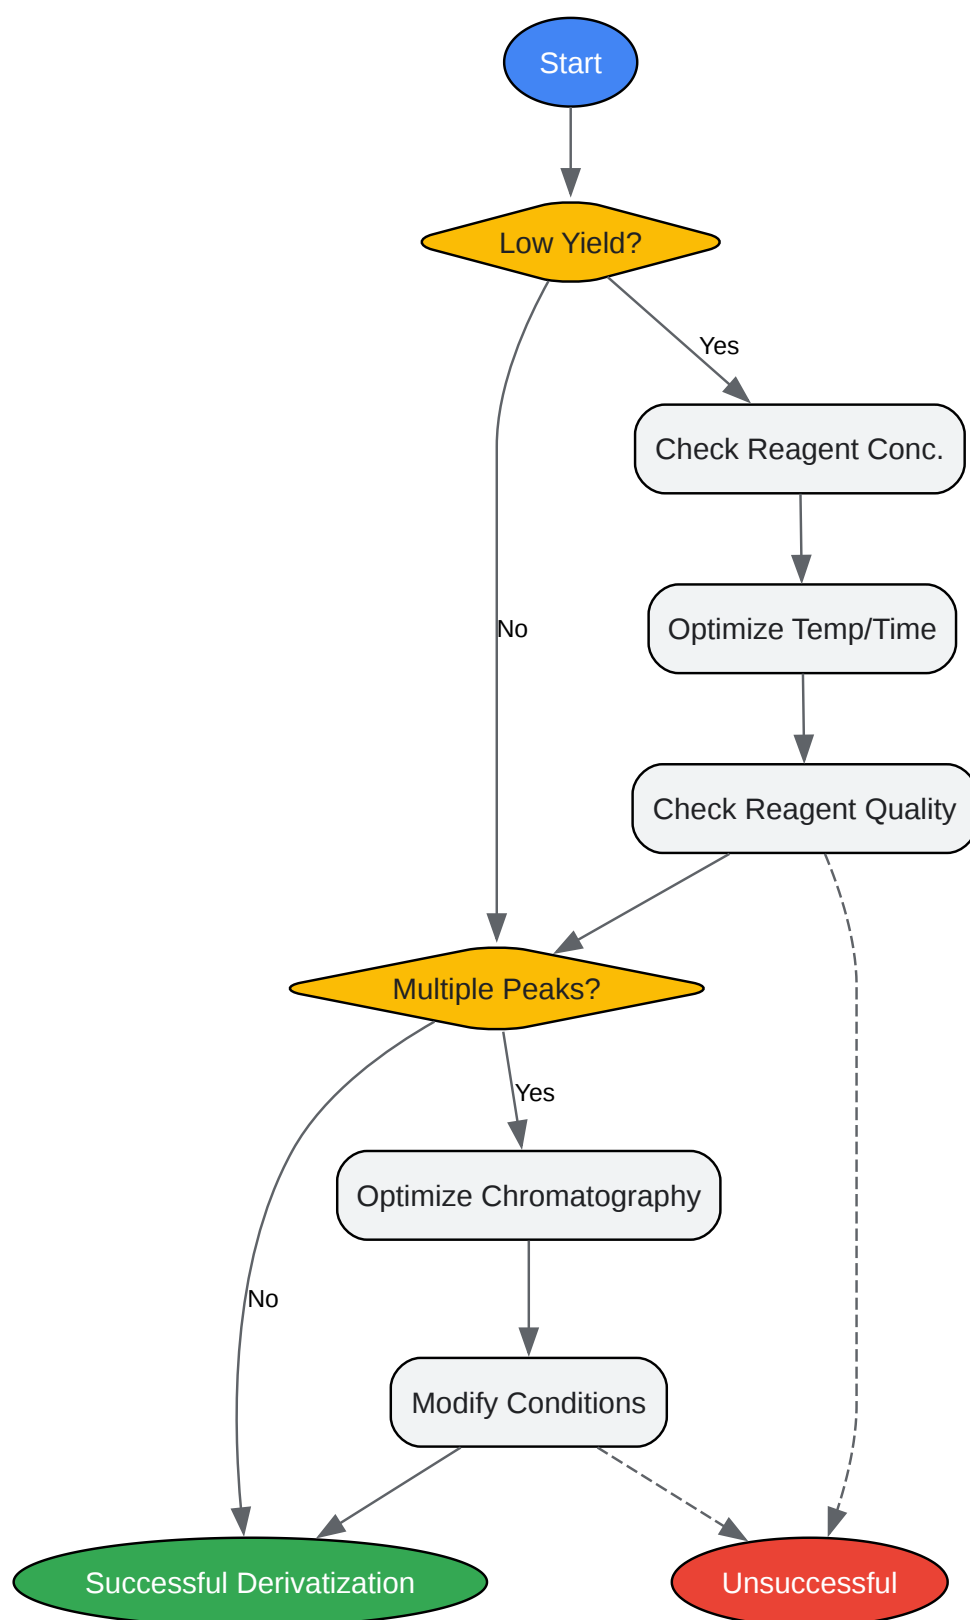 Start
Low Yield?
Yes
Check Reagent Conc.
Optimize Temp/Time
No
Check Reagent Quality
Multiple Peaks?
Yes
Optimize Chromatography
No
Modify Conditions
Successful Derivatization
Unsuccessful